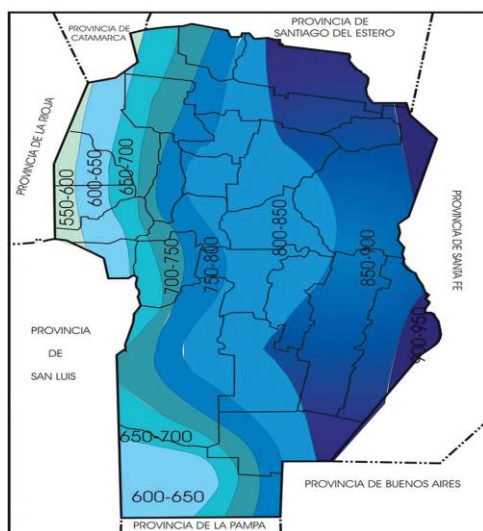 PROVINCIA DE
CATAMARCA
PROVINCIA DE
SANTIAGO DEL ESTERO
PROVINCIA DE LA RIOJA
550-600
600-650
650-700
700-750
750-800
800-850
850-900
900-950
PROVINCIA DE SANTA FE
PROVINCIA
DE
SAN LUIS
650-700
600-650
PROVINCIA DE BUENOS AIRES
PROVINCIA DE LA PAMPA